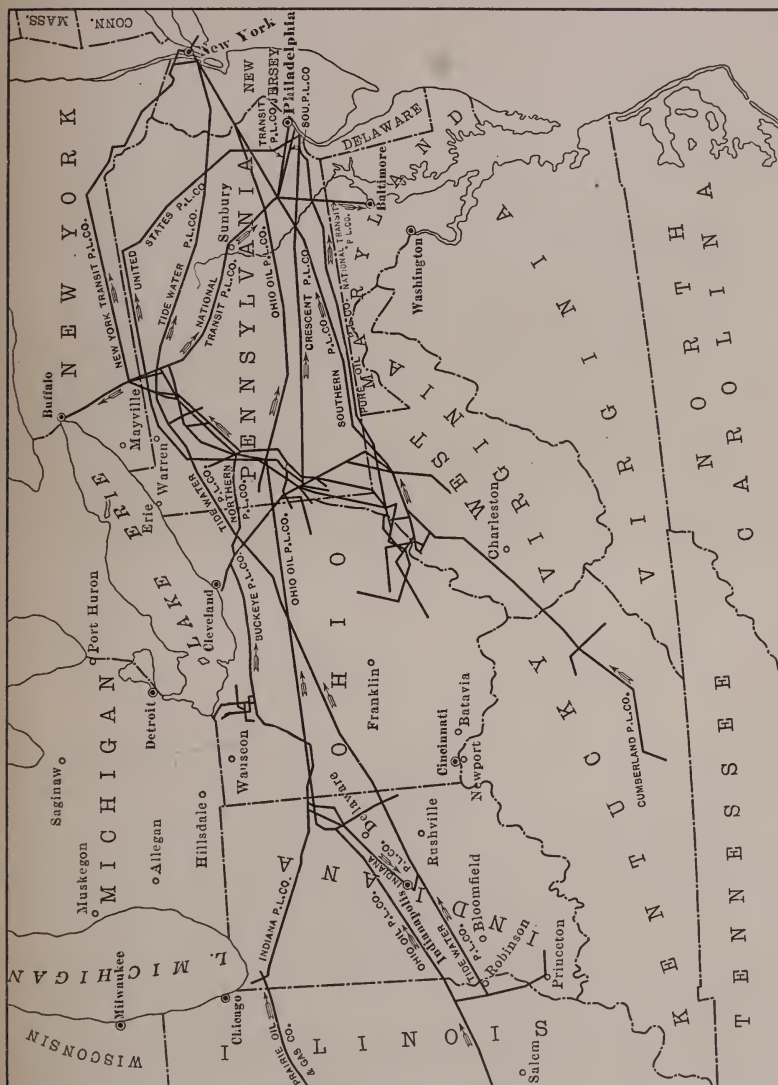 MASS.
CONN.
New York
NEW YORK
NEW JERSEY
TRANSIT P.L.CO.
Philadelphia
SOU. P.L.CO
DELAWARE
Baltimore
MARYLAND
NATIONAL TRANSIT P.L.CO.
Washington
NEW YORK TRANSIT P.L.CO.
UNITED STATES P.L.CO
TIDE WATER P.L.CO.
NATIONAL TRANSIT P.L.CO.
Sunbury
PENNSYLVANIA
OHIO OIL P.L.CO
CRESCENT P.L.CO
SOUTHERN P.L.CO
PURE OIL P.L.CO.
Buffalo
Mayville
Warren
Erie
LAKE ERIE
TIDE WATER P.L.CO.
NORTHERN P.L.CO.
Cleveland
BUCKEYE P.L.CO.
OHIO OIL P.L.CO.
WEST VIRGINIA
Charleston
VIRGINIA
NORTH CAROLINA
Port Huron
Detroit
Saginaw
MICHIGAN
Muskegon
Allegan
Hillsdale
Wauseon
OHIO
Franklin
Cincinnati
Batavia
Newport
KENTUCKY
CUMBERLAND P.L.CO.
TENNESSEE
L. MICHIGAN
Milwaukee
WISCONSIN
Chicago
PRAIRIE OIL & GAS CO.
INDIANA P.L.CO.
INDIANA
Delaware
INDIANA P.L.CO.
Indianapolis
OHIO OIL P.L.CO.
Rushville
Bloomfield
TIDE WATER P.L.CO.
Robinson
Princeton
ILLINOIS
Salem